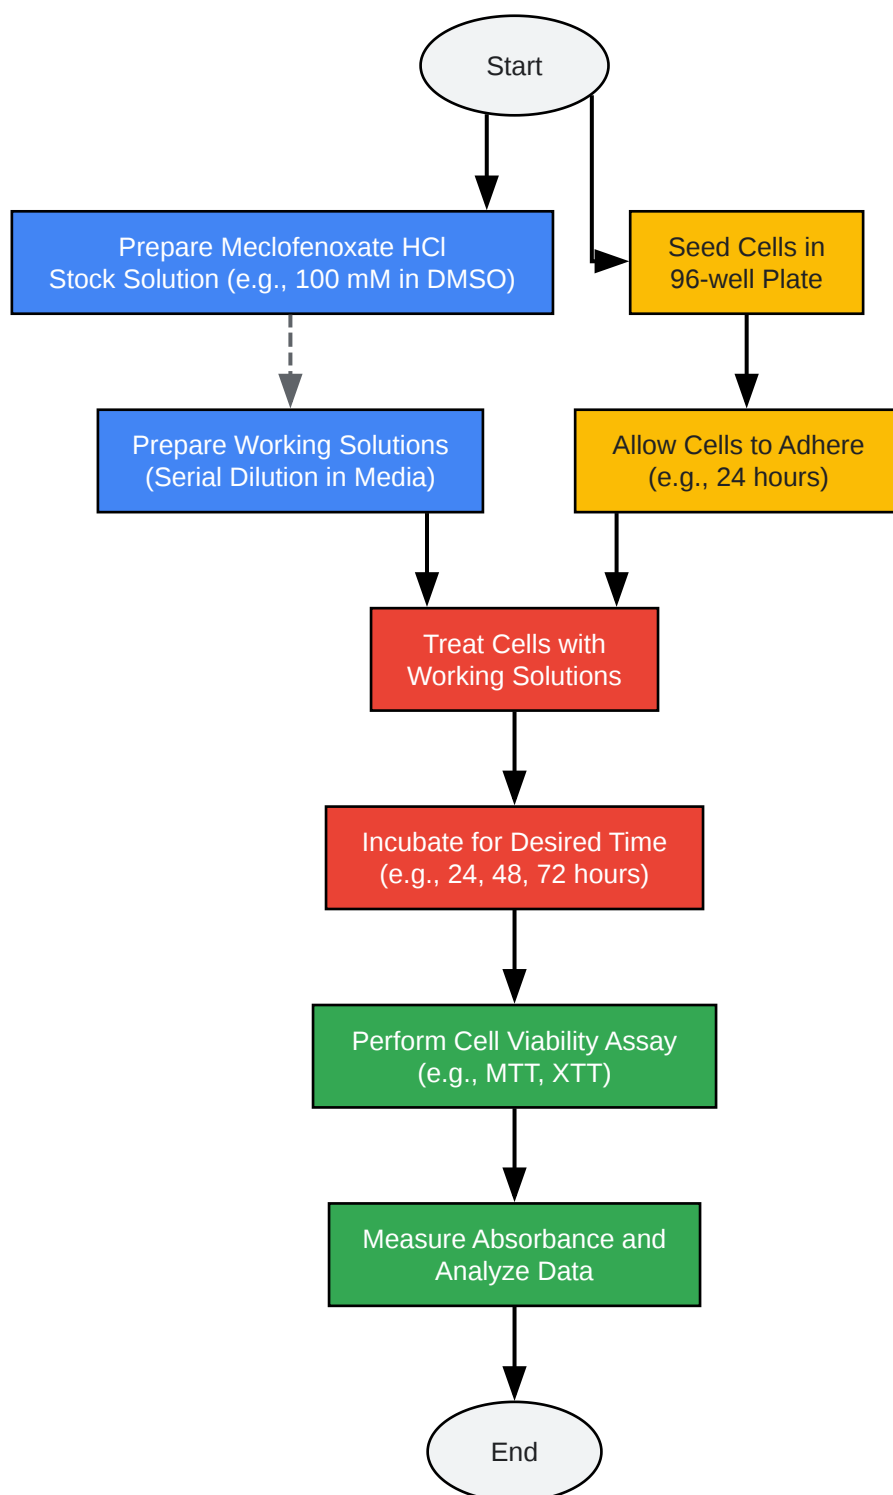 Start
Prepare Meclofenoxate HCl
Stock Solution (e.g., 100 mM in DMSO)
Seed Cells in
96-well Plate
Prepare Working Solutions
(Serial Dilution in Media)
Allow Cells to Adhere
(e.g., 24 hours)
Treat Cells with
Working Solutions
Incubate for Desired Time
(e.g., 24, 48, 72 hours)
Perform Cell Viability Assay
(e.g., MTT, XTT)
Measure Absorbance and
Analyze Data
End